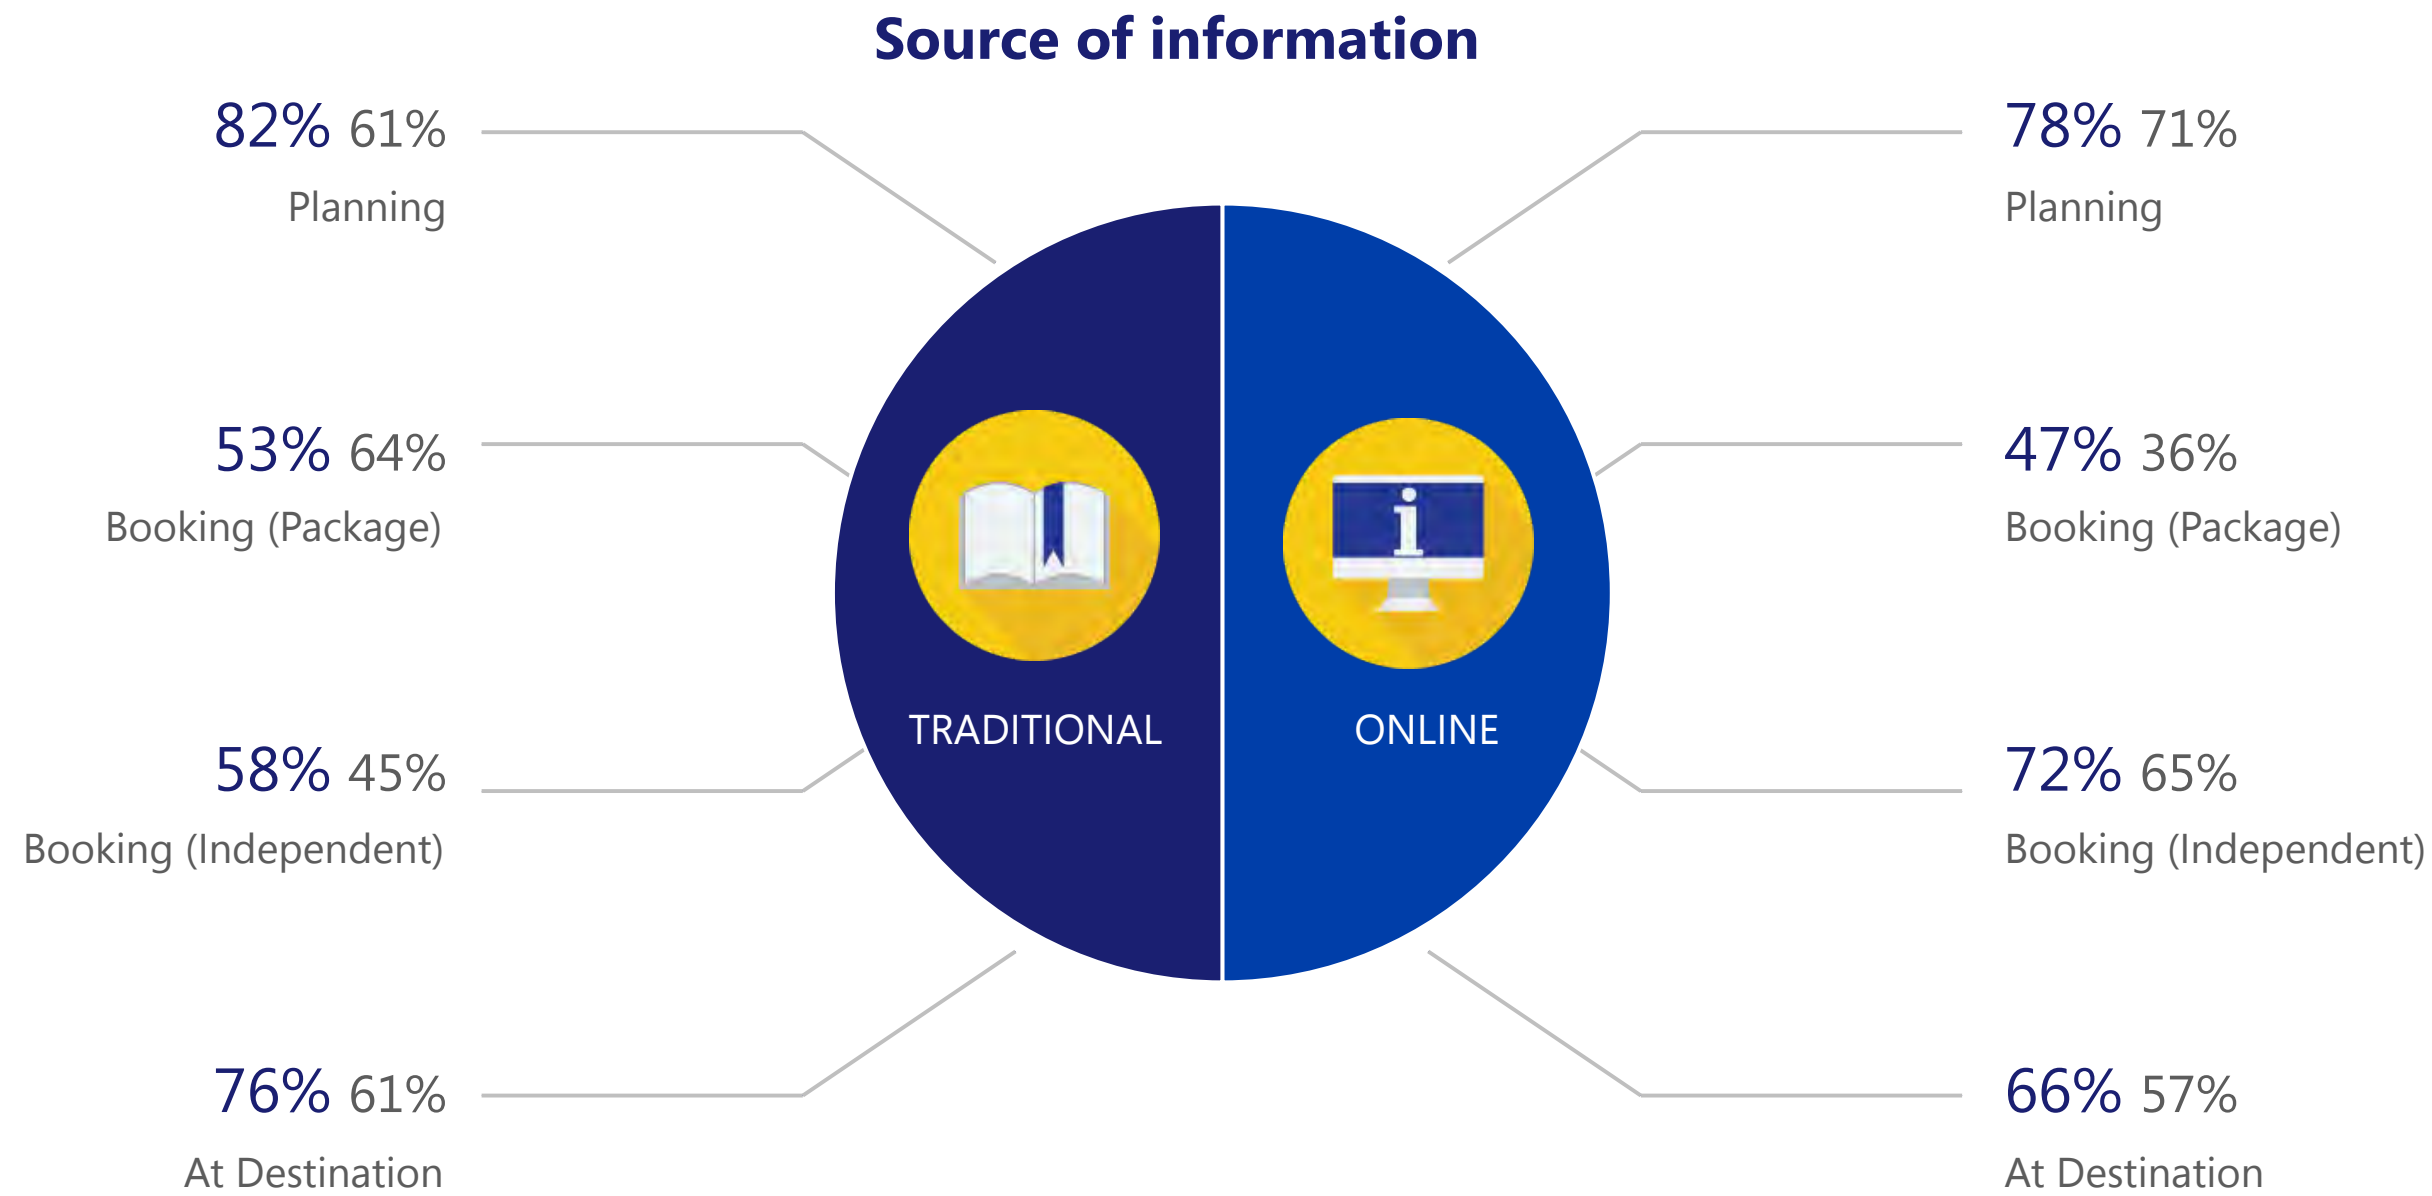 Source of information
82% 61%
Planning
53% 64%
Booking (Package)
58% 45%
Booking (Independent)
76% 61%
At Destination
TRADITIONAL
ONLINE
i
78% 71%
Planning
47% 36%
Booking (Package)
72% 65%
Booking (Independent)
66% 57%
At Destination